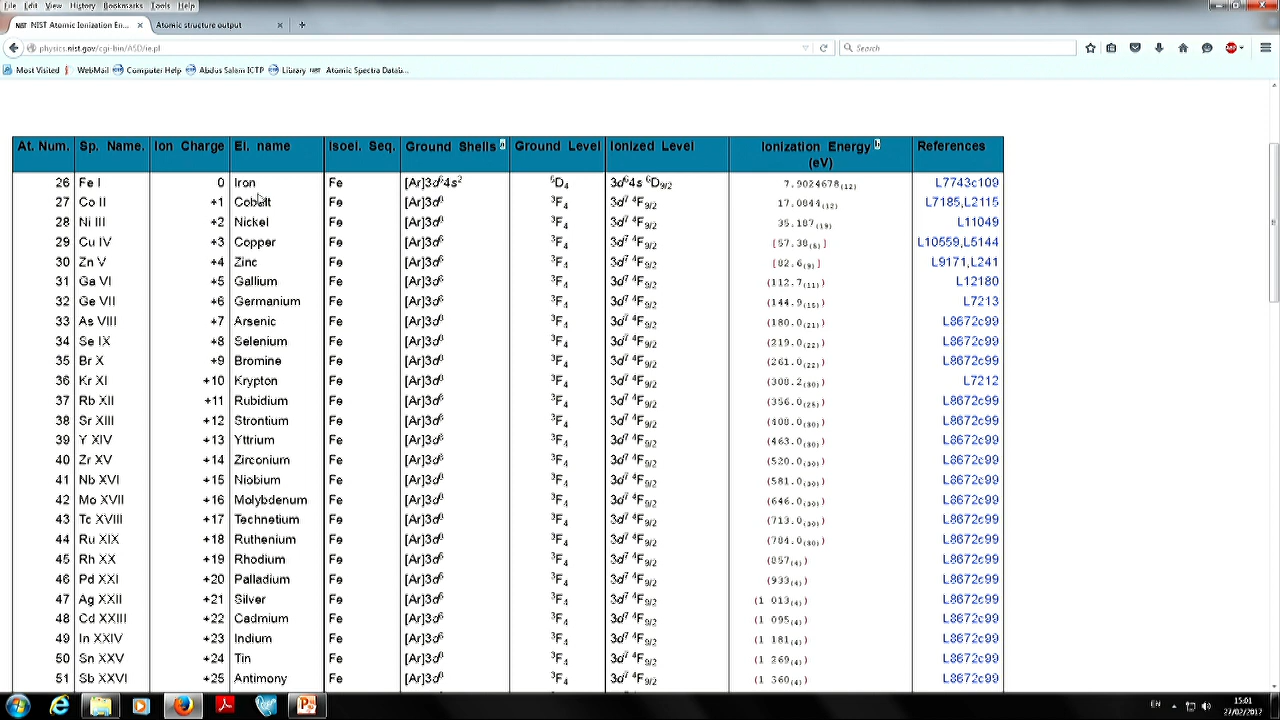 File Edit View History Bookmarks Tools Help
NIST NIST Atomic Ionization En... × Atomic structure output × +
physics.nist.gov/cgi-bin/ASD/ie.pl Search
Most Visited WebMail Computer Help Abdus Salam ICTP Library NIST Atomic Spectra Datab...
At. Num. Sp. Name. Ion Charge El. name Isoel. Seq. Ground Shells a Ground Level Ionized Level Ionization Energy b (eV) References
26 Fe I 0 Iron Fe [Ar]3d⁶4s² ⁵D₄ 3d⁶4s ⁶D₉/₂ 7.9024678(12) L7743c109
27 Co II +1 Cobalt Fe [Ar]3d⁸ ³F₄ 3d⁷ ⁴F₉/₂ 17.0844(12) L7185,L2115
28 Ni III +2 Nickel Fe [Ar]3d⁸ ³F₄ 3d⁷ ⁴F₉/₂ 35.187(19) L11049
29 Cu IV +3 Copper Fe [Ar]3d⁸ ³F₄ 3d⁷ ⁴F₉/₂ [57.38(6)] L10559,L5144
30 Zn V +4 Zinc Fe [Ar]3d⁸ ³F₄ 3d⁷ ⁴F₉/₂ [82.6(9)] L9171,L241
31 Ga VI +5 Gallium Fe [Ar]3d⁸ ³F₄ 3d⁷ ⁴F₉/₂ (112.7(11)) L12180
32 Ge VII +6 Germanium Fe [Ar]3d⁸ ³F₄ 3d⁷ ⁴F₉/₂ (144.9(15)) L7213
33 As VIII +7 Arsenic Fe [Ar]3d⁸ ³F₄ 3d⁷ ⁴F₉/₂ (180.0(21)) L8672c99
34 Se IX +8 Selenium Fe [Ar]3d⁸ ³F₄ 3d⁷ ⁴F₉/₂ (219.0(22)) L8672c99
35 Br X +9 Bromine Fe [Ar]3d⁸ ³F₄ 3d⁷ ⁴F₉/₂ (261.0(22)) L8672c99
36 Kr XI +10 Krypton Fe [Ar]3d⁸ ³F₄ 3d⁷ ⁴F₉/₂ (308.2(30)) L7212
37 Rb XII +11 Rubidium Fe [Ar]3d⁸ ³F₄ 3d⁷ ⁴F₉/₂ (356.0(25)) L8672c99
38 Sr XIII +12 Strontium Fe [Ar]3d⁸ ³F₄ 3d⁷ ⁴F₉/₂ (408.0(30)) L8672c99
39 Y XIV +13 Yttrium Fe [Ar]3d⁸ ³F₄ 3d⁷ ⁴F₉/₂ (463.0(30)) L8672c99
40 Zr XV +14 Zirconium Fe [Ar]3d⁸ ³F₄ 3d⁷ ⁴F₉/₂ (520.0(30)) L8672c99
41 Nb XVI +15 Niobium Fe [Ar]3d⁸ ³F₄ 3d⁷ ⁴F₉/₂ (581.0(30)) L8672c99
42 Mo XVII +16 Molybdenum Fe [Ar]3d⁸ ³F₄ 3d⁷ ⁴F₉/₂ (646.0(30)) L8672c99
43 Tc XVIII +17 Technetium Fe [Ar]3d⁸ ³F₄ 3d⁷ ⁴F₉/₂ (713.0(30)) L8672c99
44 Ru XIX +18 Ruthenium Fe [Ar]3d⁸ ³F₄ 3d⁷ ⁴F₉/₂ (784.0(30)) L8672c99
45 Rh XX +19 Rhodium Fe [Ar]3d⁸ ³F₄ 3d⁷ ⁴F₉/₂ (857(4)) L8672c99
46 Pd XXI +20 Palladium Fe [Ar]3d⁸ ³F₄ 3d⁷ ⁴F₉/₂ (933(4)) L8672c99
47 Ag XXII +21 Silver Fe [Ar]3d⁸ ³F₄ 3d⁷ ⁴F₉/₂ (1 013(4)) L8672c99
48 Cd XXIII +22 Cadmium Fe [Ar]3d⁸ ³F₄ 3d⁷ ⁴F₉/₂ (1 095(4)) L8672c99
49 In XXIV +23 Indium Fe [Ar]3d⁸ ³F₄ 3d⁷ ⁴F₉/₂ (1 181(4)) L8672c99
50 Sn XXV +24 Tin Fe [Ar]3d⁸ ³F₄ 3d⁷ ⁴F₉/₂ (1 269(4)) L8672c99
51 Sb XXVI +25 Antimony Fe [Ar]3d⁸ ³F₄ 3d⁷ ⁴F₉/₂ (1 360(4)) L8672c99
EN 15:01
27/02/2017